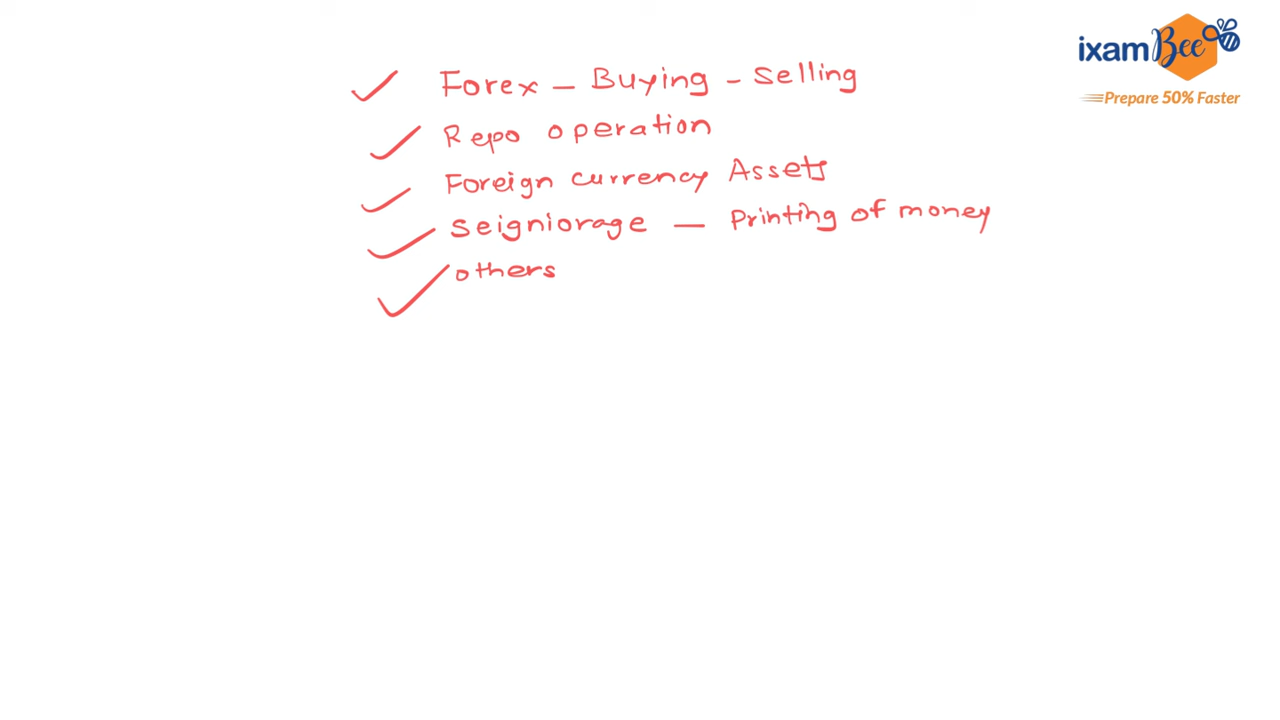 ixamBee
Prepare 50% Faster
Forex - Buying - Selling
Repo operation
Foreign currency Assets
Seigniorage - Printing of money
others